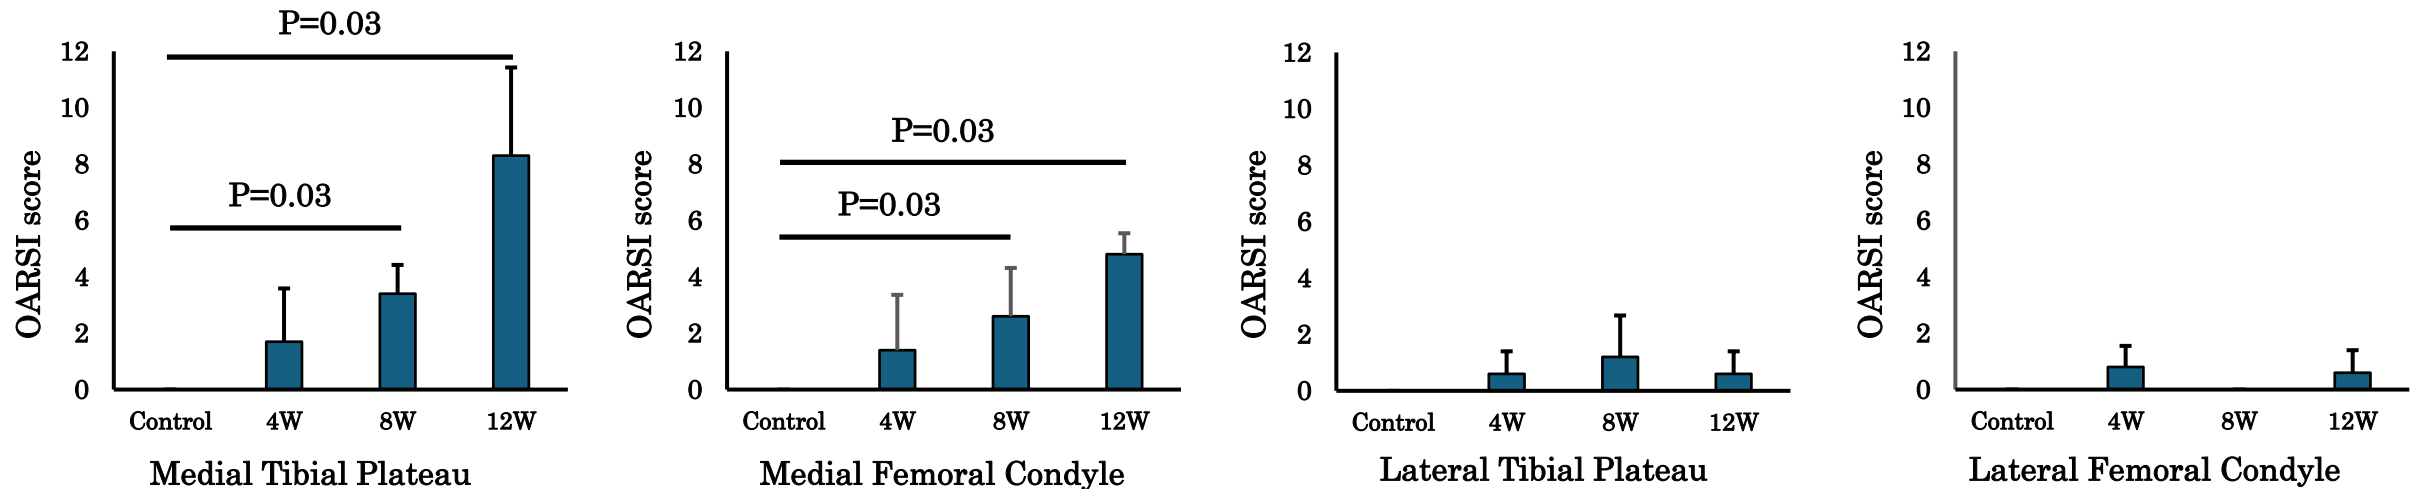 P=0.03
P=0.03
OARSI score
12
10
8
6
4
2
0
Control 4W 8W 12W
Medial Tibial Plateau
P=0.03
P=0.03
OARSI score
12
10
8
6
4
2
0
Control 4W 8W 12W
Medial Femoral Condyle
OARSI score
12
10
8
6
4
2
0
Control 4W 8W 12W
Lateral Tibial Plateau
OARSI score
12
10
8
6
4
2
0
Control 4W 8W 12W
Lateral Femoral Condyle